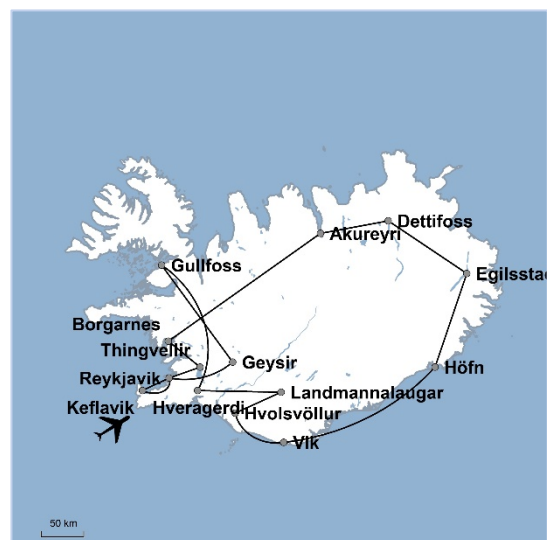 Dettifoss
Akureyri
Gullfoss
Egilsstad
Borgarnes
Thingvellir
Geysir
Höfn
Reykjavik
Landmannalaugar
Keflavik
Hveragerdi
Hvolsvöllur
Vik
50 km